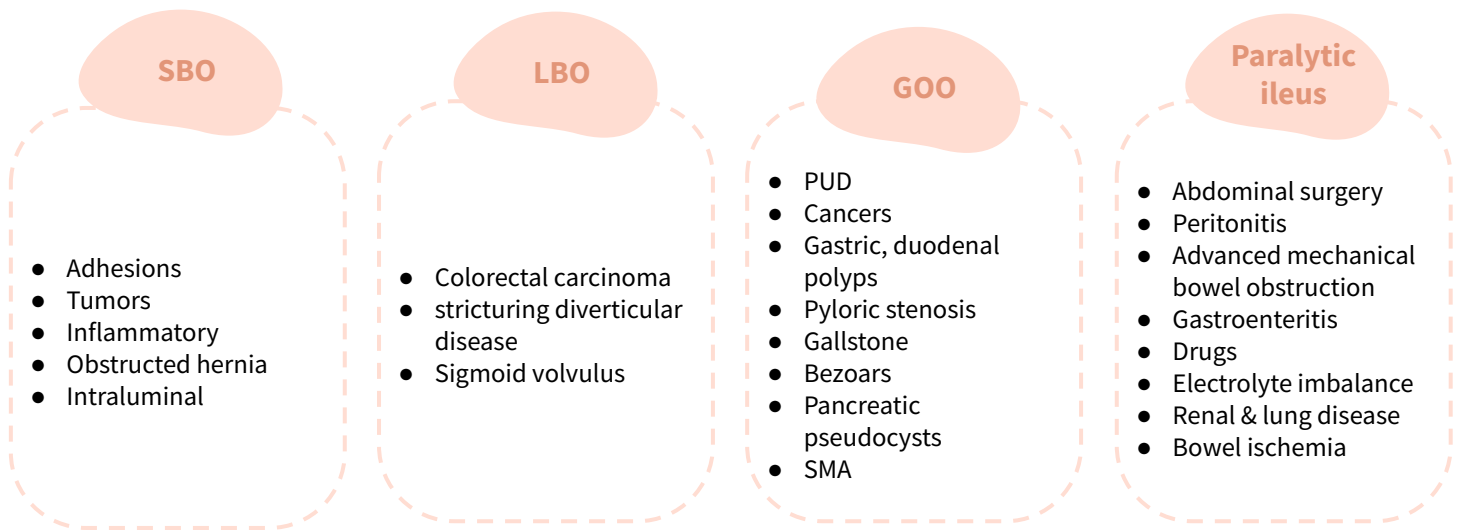 SBO
● Adhesions
● Tumors
● Inflammatory
● Obstructed hernia
● Intraluminal
LBO
● Colorectal carcinoma
● stricturing diverticular
disease
● Sigmoid volvulus
GOO
● PUD
● Cancers
● Gastric, duodenal
polyps
● Pyloric stenosis
● Gallstone
● Bezoars
● Pancreatic
pseudocysts
● SMA
Paralytic
ileus
● Abdominal surgery
● Peritonitis
● Advanced mechanical
bowel obstruction
● Gastroenteritis
● Drugs
● Electrolyte imbalance
● Renal & lung disease
● Bowel ischemia